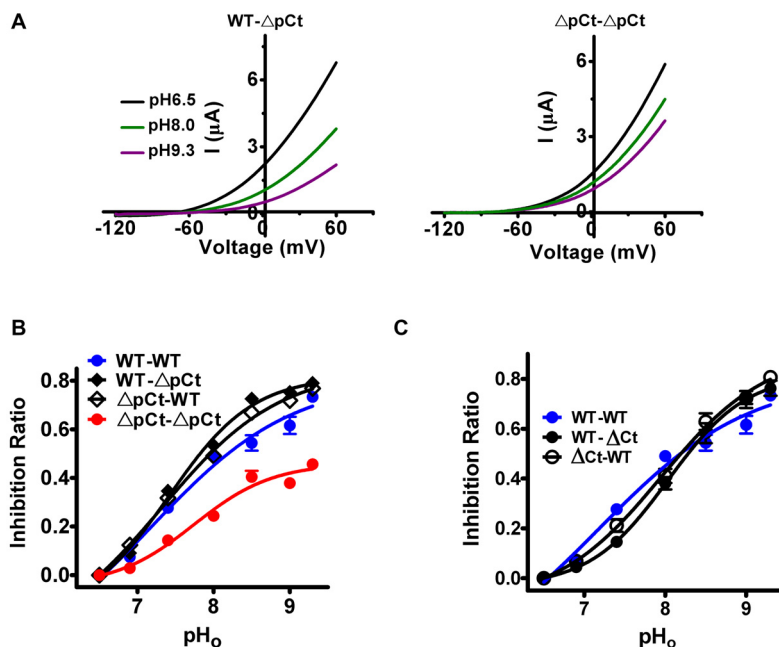 A
WT-△pCt
△pCt-△pCt
pH6.5
pH8.0
pH9.3
I (μA)
6
3
0
-120
-60
0
60
Voltage (mV)
I (μA)
6
3
0
-120
-60
0
60
Voltage (mV)
B
WT-WT
WT-△pCt
△pCt-WT
△pCt-△pCt
Inhibition Ratio
0.8
0.6
0.4
0.2
0.0
7
8
9
pHo
C
WT-WT
WT-ΔCt
ΔCt-WT
Inhibition Ratio
0.8
0.6
0.4
0.2
0.0
7
8
9
pHo